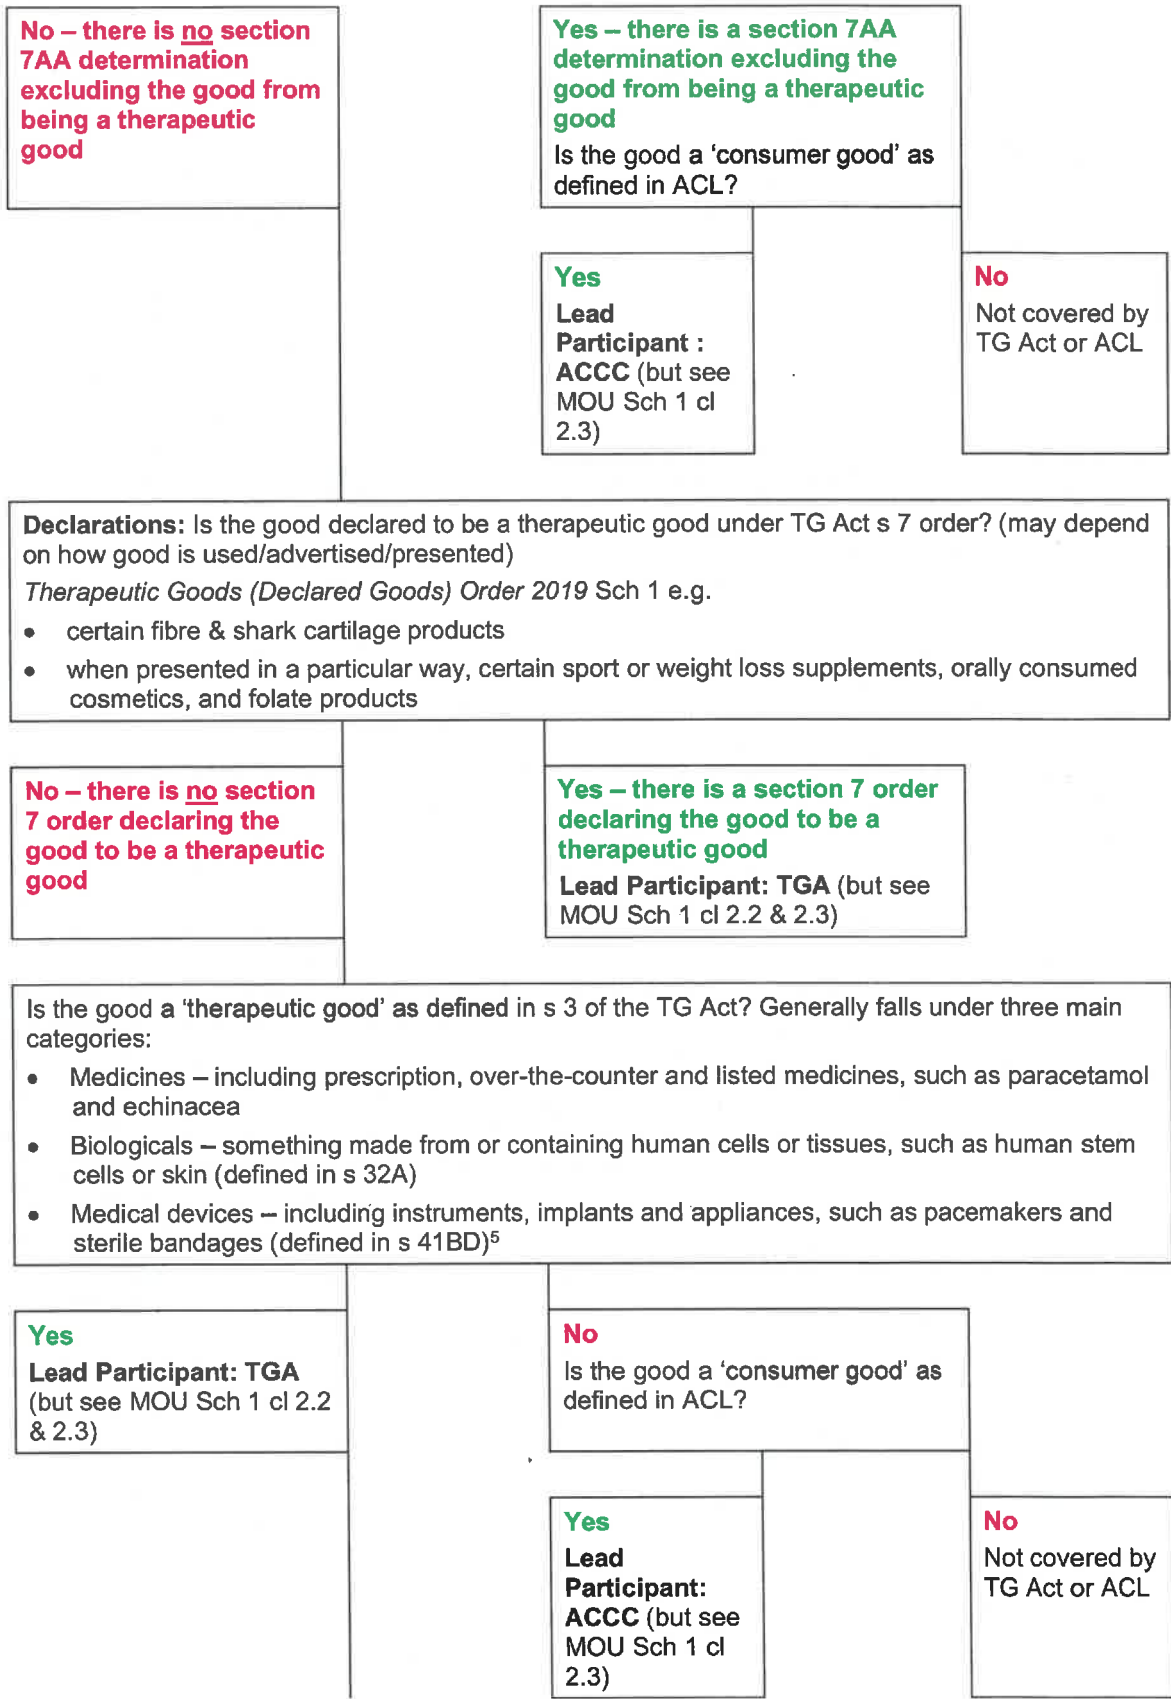 No – there is no section
7AA determination
excluding the good from
being a therapeutic
good
Yes – there is a section 7AA
determination excluding the
good from being a therapeutic
good
Is the good a ‘consumer good’ as
defined in ACL?
Yes
Lead
Participant :
ACCC (but see
MOU Sch 1 cl
2.3)
No
Not covered by
TG Act or ACL
Declarations: Is the good declared to be a therapeutic good under TG Act s 7 order? (may depend
on how good is used/advertised/presented)
Therapeutic Goods (Declared Goods) Order 2019 Sch 1 e.g.
• certain fibre & shark cartilage products
• when presented in a particular way, certain sport or weight loss supplements, orally consumed
cosmetics, and folate products
No – there is no section
7 order declaring the
good to be a therapeutic
good
Yes – there is a section 7 order
declaring the good to be a
therapeutic good
Lead Participant: TGA (but see
MOU Sch 1 cl 2.2 & 2.3)
Is the good a ‘therapeutic good’ as defined in s 3 of the TG Act? Generally falls under three main
categories:
• Medicines – including prescription, over-the-counter and listed medicines, such as paracetamol
and echinacea
• Biologicals – something made from or containing human cells or tissues, such as human stem
cells or skin (defined in s 32A)
• Medical devices – including instruments, implants and appliances, such as pacemakers and
sterile bandages (defined in s 41BD)⁵
Yes
Lead Participant: TGA
(but see MOU Sch 1 cl 2.2
& 2.3)
No
Is the good a ‘consumer good’ as
defined in ACL?
Yes
Lead
Participant:
ACCC (but see
MOU Sch 1 cl
2.3)
No
Not covered by
TG Act or ACL